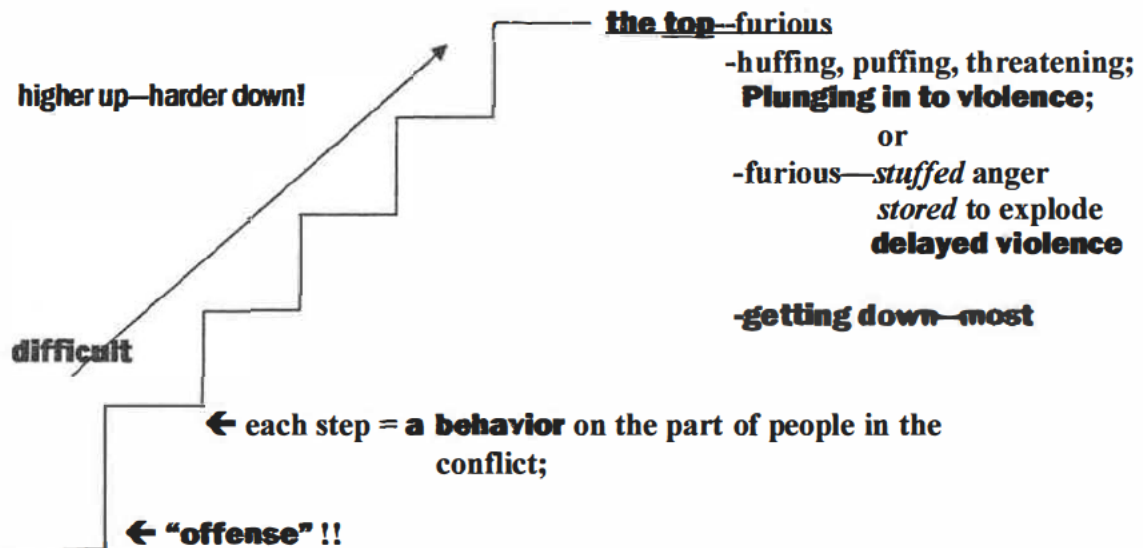 the top--furious
-huffing, puffing, threatening;
higher up—harder down!
Plunging in to violence;
or
-furious—stuffed anger
stored to explode
delayed violence
-getting down—most
difficult
← each step = a behavior on the part of people in the
conflict;
← "offense" !!